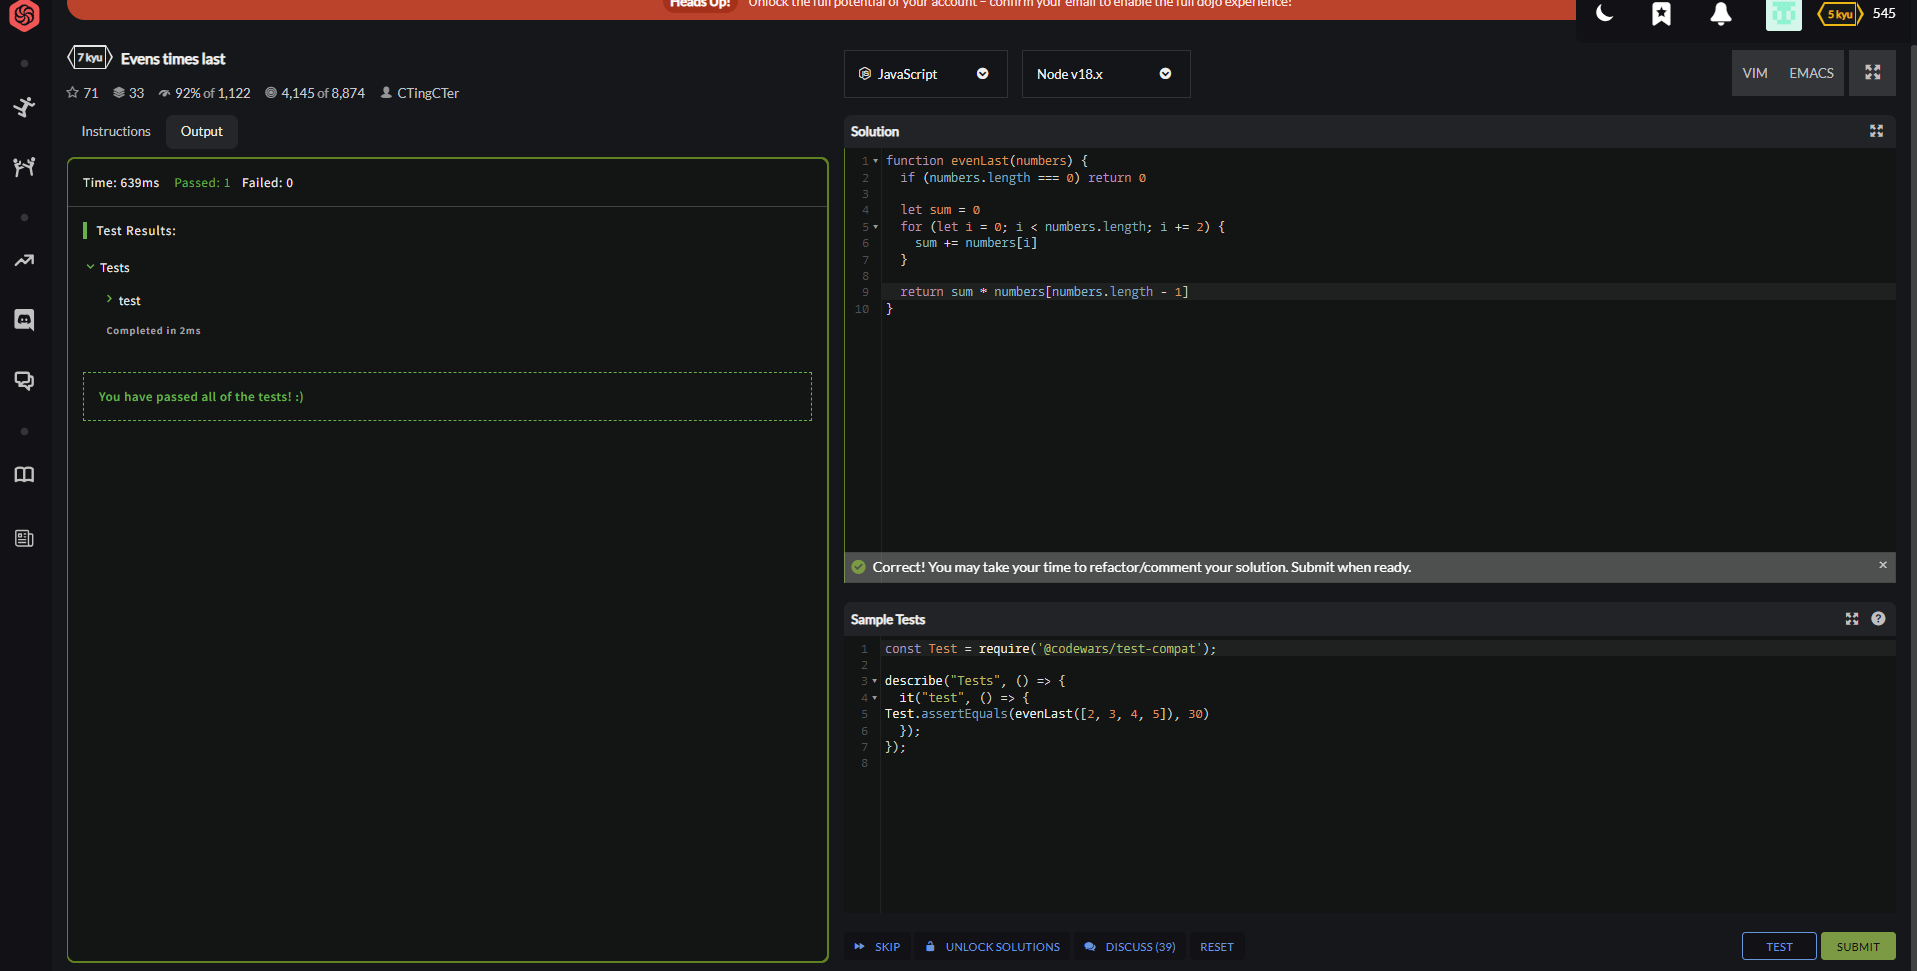 Heads Up! Unlock the full potential of your account – confirm your email to enable the full dojo experience!
5 kyu 545
7 kyu Evens times last
71 33 92% of 1,122 4,145 of 8,874 CTingCTer
Instructions Output
Time: 639ms Passed: 1 Failed: 0
Test Results:
Tests
test
Completed in 2ms
You have passed all of the tests! :)
JavaScript Node v18.x VIM EMACS
Solution
1 function evenLast(numbers) {
2   if (numbers.length === 0) return 0
3
4   let sum = 0
5   for (let i = 0; i < numbers.length; i += 2) {
6     sum += numbers[i]
7   }
8
9   return sum * numbers[numbers.length - 1]
10 }
Correct! You may take your time to refactor/comment your solution. Submit when ready. ×
Sample Tests ?
1 const Test = require('@codewars/test-compat');
2
3 describe("Tests", () => {
4   it("test", () => {
5 Test.assertEquals(evenLast([2, 3, 4, 5]), 30)
6   });
7 });
8
SKIP UNLOCK SOLUTIONS DISCUSS (39) RESET TEST SUBMIT